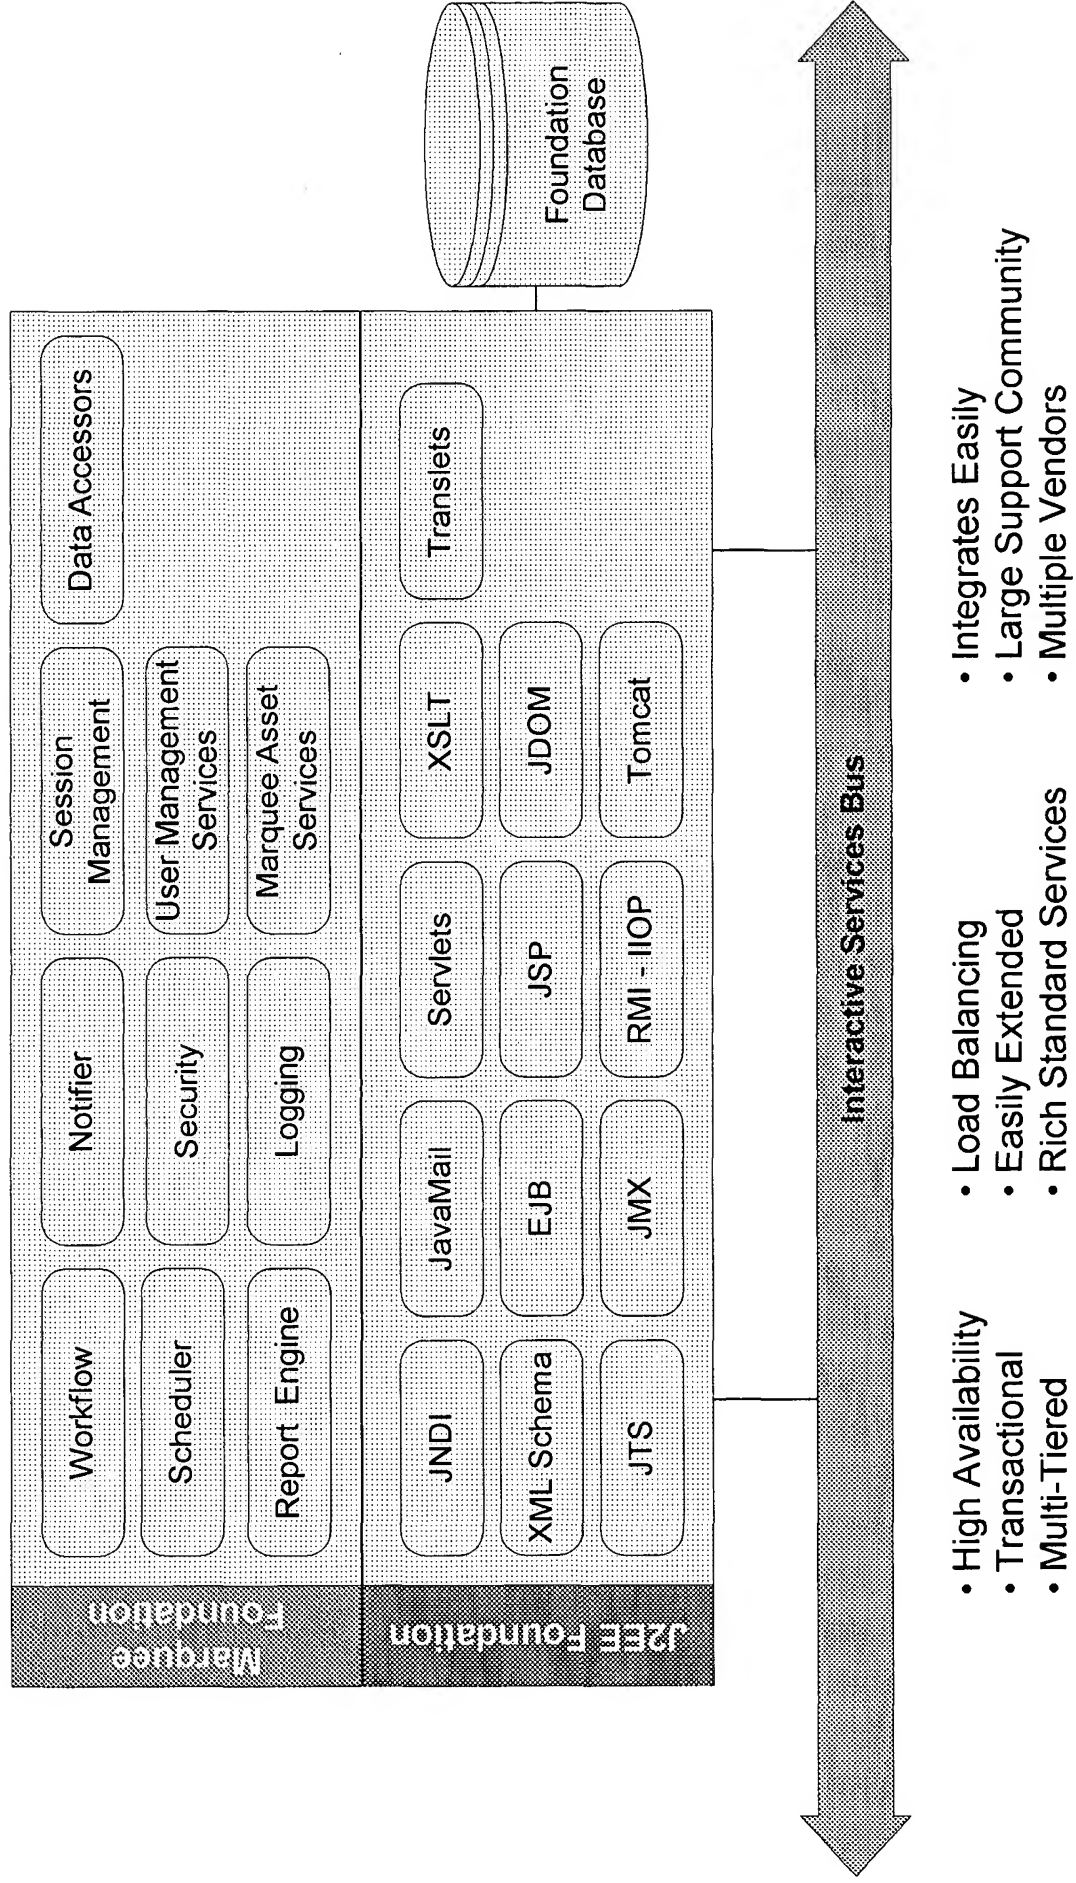 Marquee
Foundation
Workflow
Notifier
Session
Management
Data Accessors
Scheduler
Security
User Management
Services
Report Engine
Logging
Marquee Asset
Services
J2EE Foundation
JNDI
JavaMail
Servlets
XSLT
Translets
XML Schema
EJB
JSP
JDOM
JTS
JMX
RMI - IIOP
Tomcat
Foundation
Database
Interactive Services Bus
• High Availability
• Transactional
• Multi-Tiered
• Load Balancing
• Easily Extended
• Rich Standard Services
• Integrates Easily
• Large Support Community
• Multiple Vendors